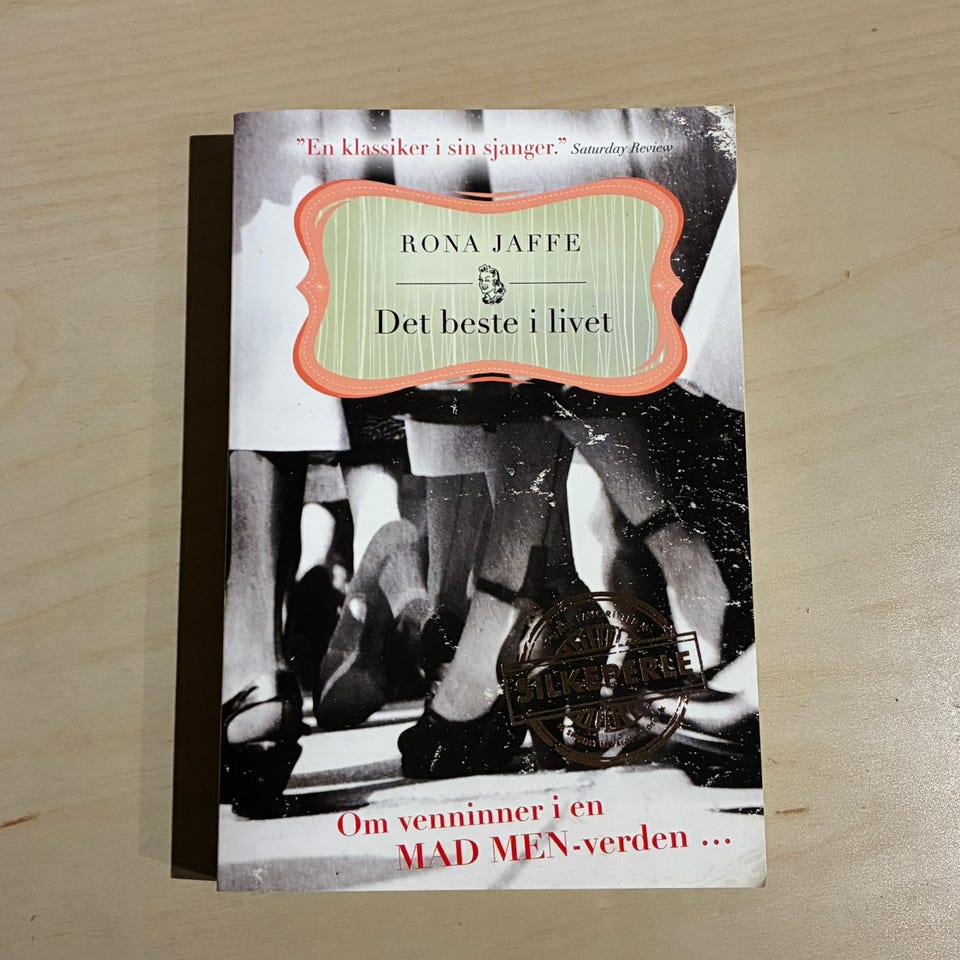 ”En klassiker i sin sjanger.” Saturday Review
RONA JAFFE
Det beste i livet
SILKEPERLE
Om venninner i en
MAD MEN-verden ...